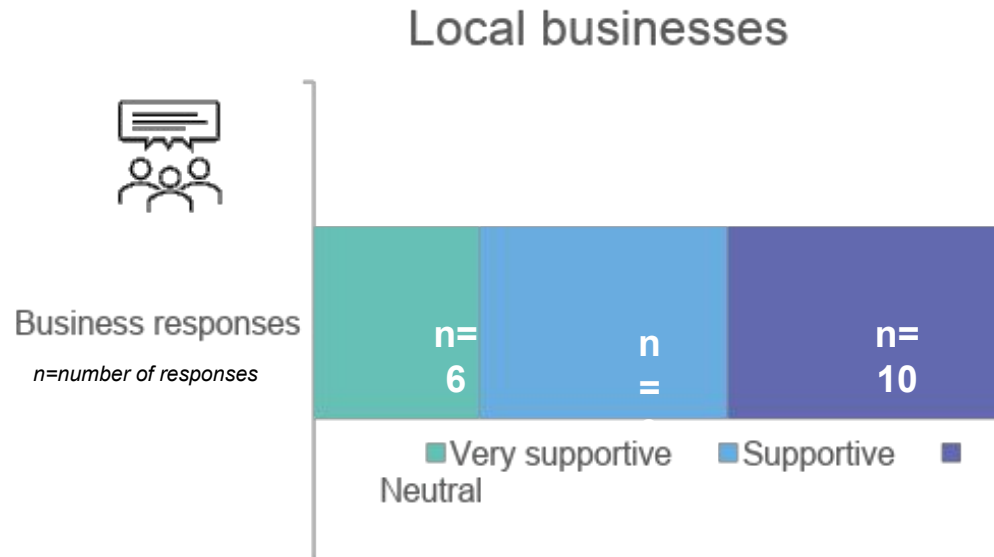 Local businesses
Business responses
n=number of responses
n=
6
n
=
n=
10
Very supportive Supportive
Neutral